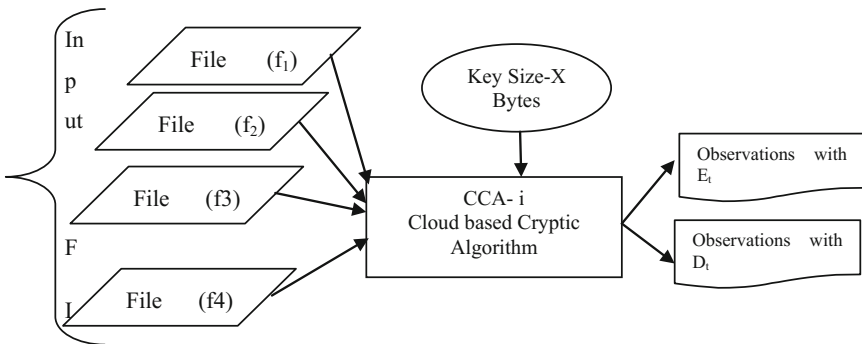 In
p
ut
F
I
File (f₁)
File (f₂)
File (f3)
File (f4)
Key Size-X
Bytes
CCA- i
Cloud based Cryptic
Algorithm
Observations with
Eₜ
Observations with
Dₜ